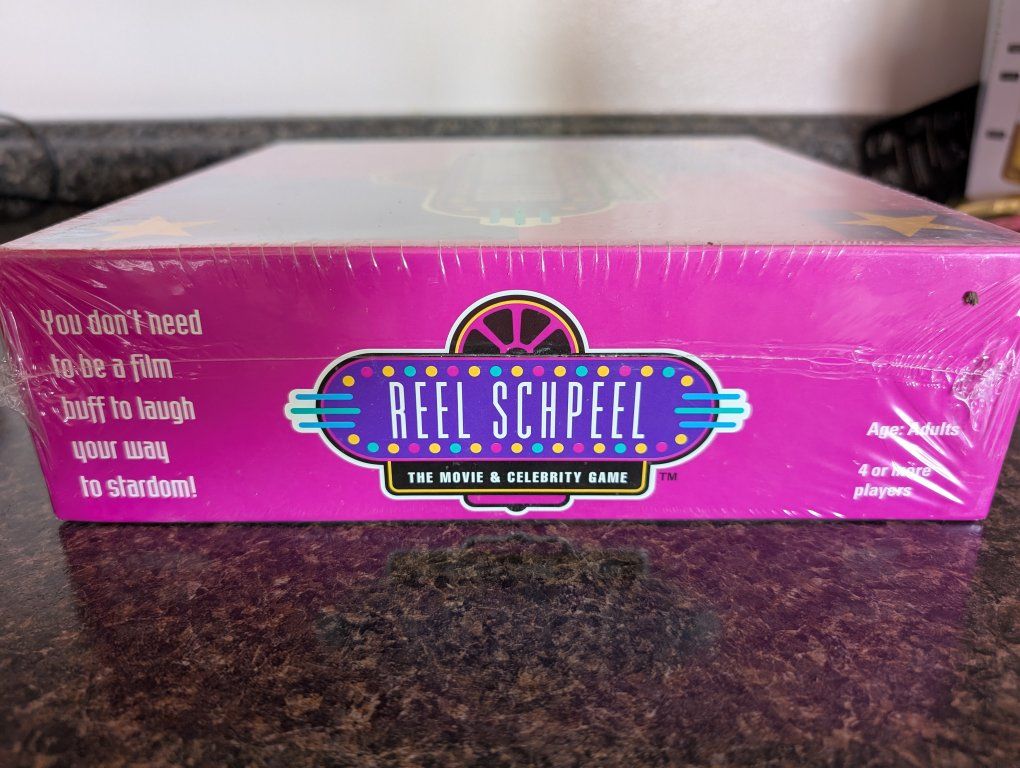 You don't need
to be a film
buff to laugh
your way
to stardom!
REEL SCHPEEL
THE MOVIE & CELEBRITY GAME TM
Age: Adults
4 or more
players